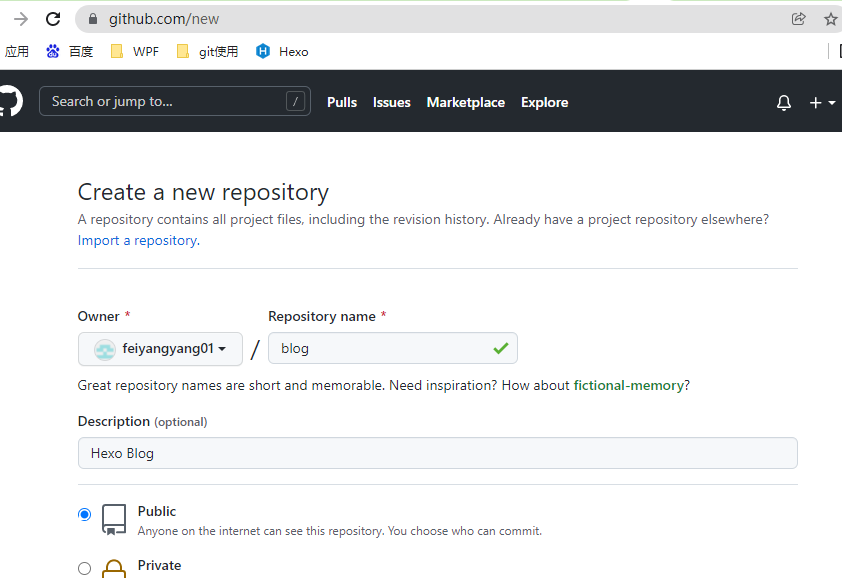 github.com/new
应用 百度 WPF git使用 Hexo
Search or jump to... / Pulls Issues Marketplace Explore
Create a new repository
A repository contains all project files, including the revision history. Already have a project repository elsewhere?
Import a repository.
Owner * Repository name *
feiyangyang01 / blog
Great repository names are short and memorable. Need inspiration? How about fictional-memory?
Description (optional)
Hexo Blog
Public
Anyone on the internet can see this repository. You choose who can commit.
Private